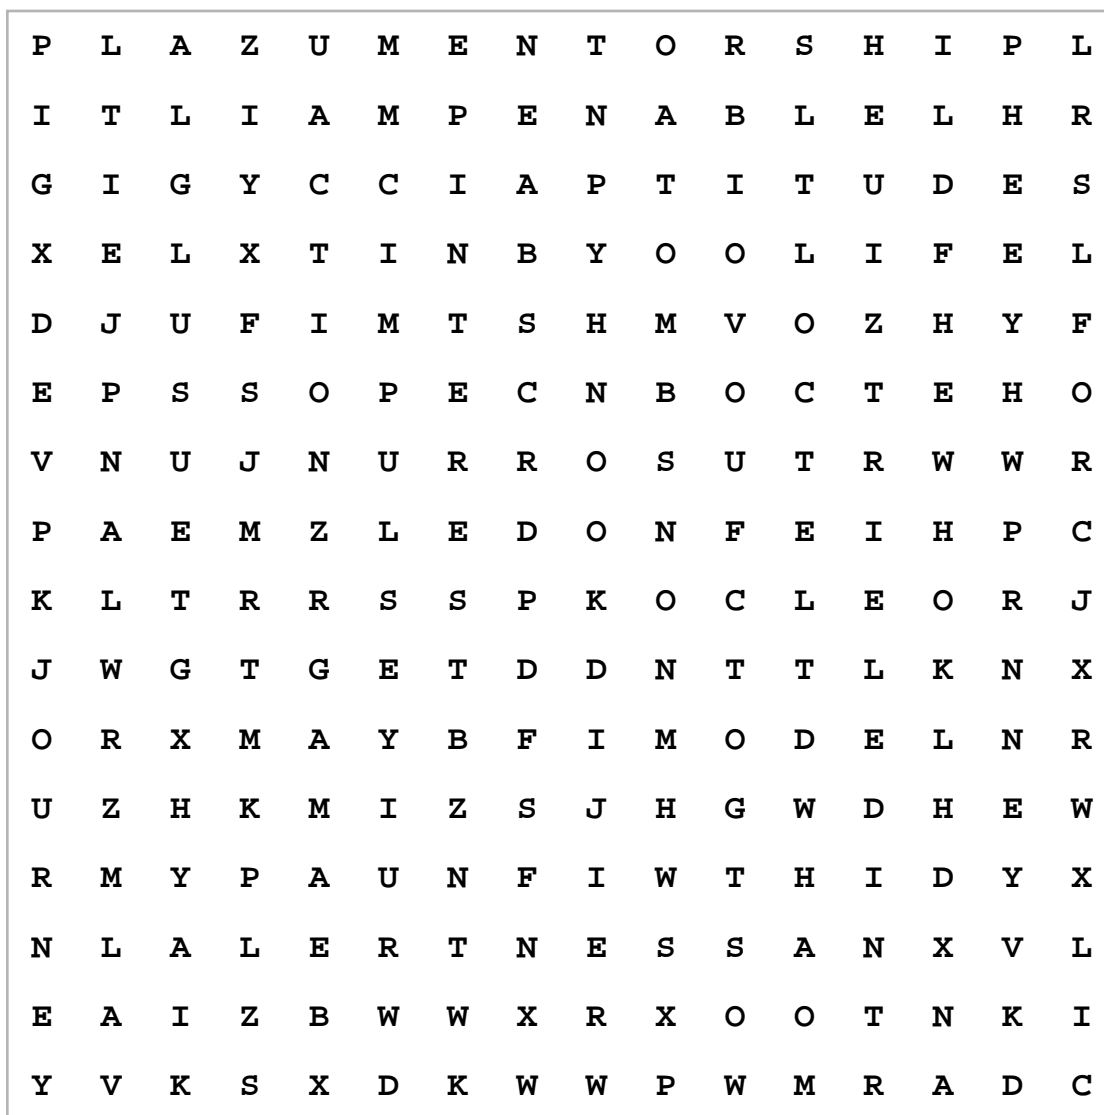 P L A Z U M E N T O R S H I P L
I T L I A M P E N A B L E L H R
G I G Y C C I A P T I T U D E S
X E L X T I N B Y O O L I F E L
D J U F I M T S H M V O Z H Y F
E P S S O P E C N B O C T E H O
V N U J N U R R O S U T R W W R
P A E M Z L E D O N F E I H P C
K L T R R S S P K O C L E O R J
J W G T G E T D D N T T L K N X
O R X M A Y B F I M O D E L N R
U Z H K M I Z S J H G W D H E W
R M Y P A U N F I W T H I D Y X
N L A L E R T N E S S A N X V L
E A I Z B W W X R X O O T N K I
Y V K S X D K W W P W M R A D C